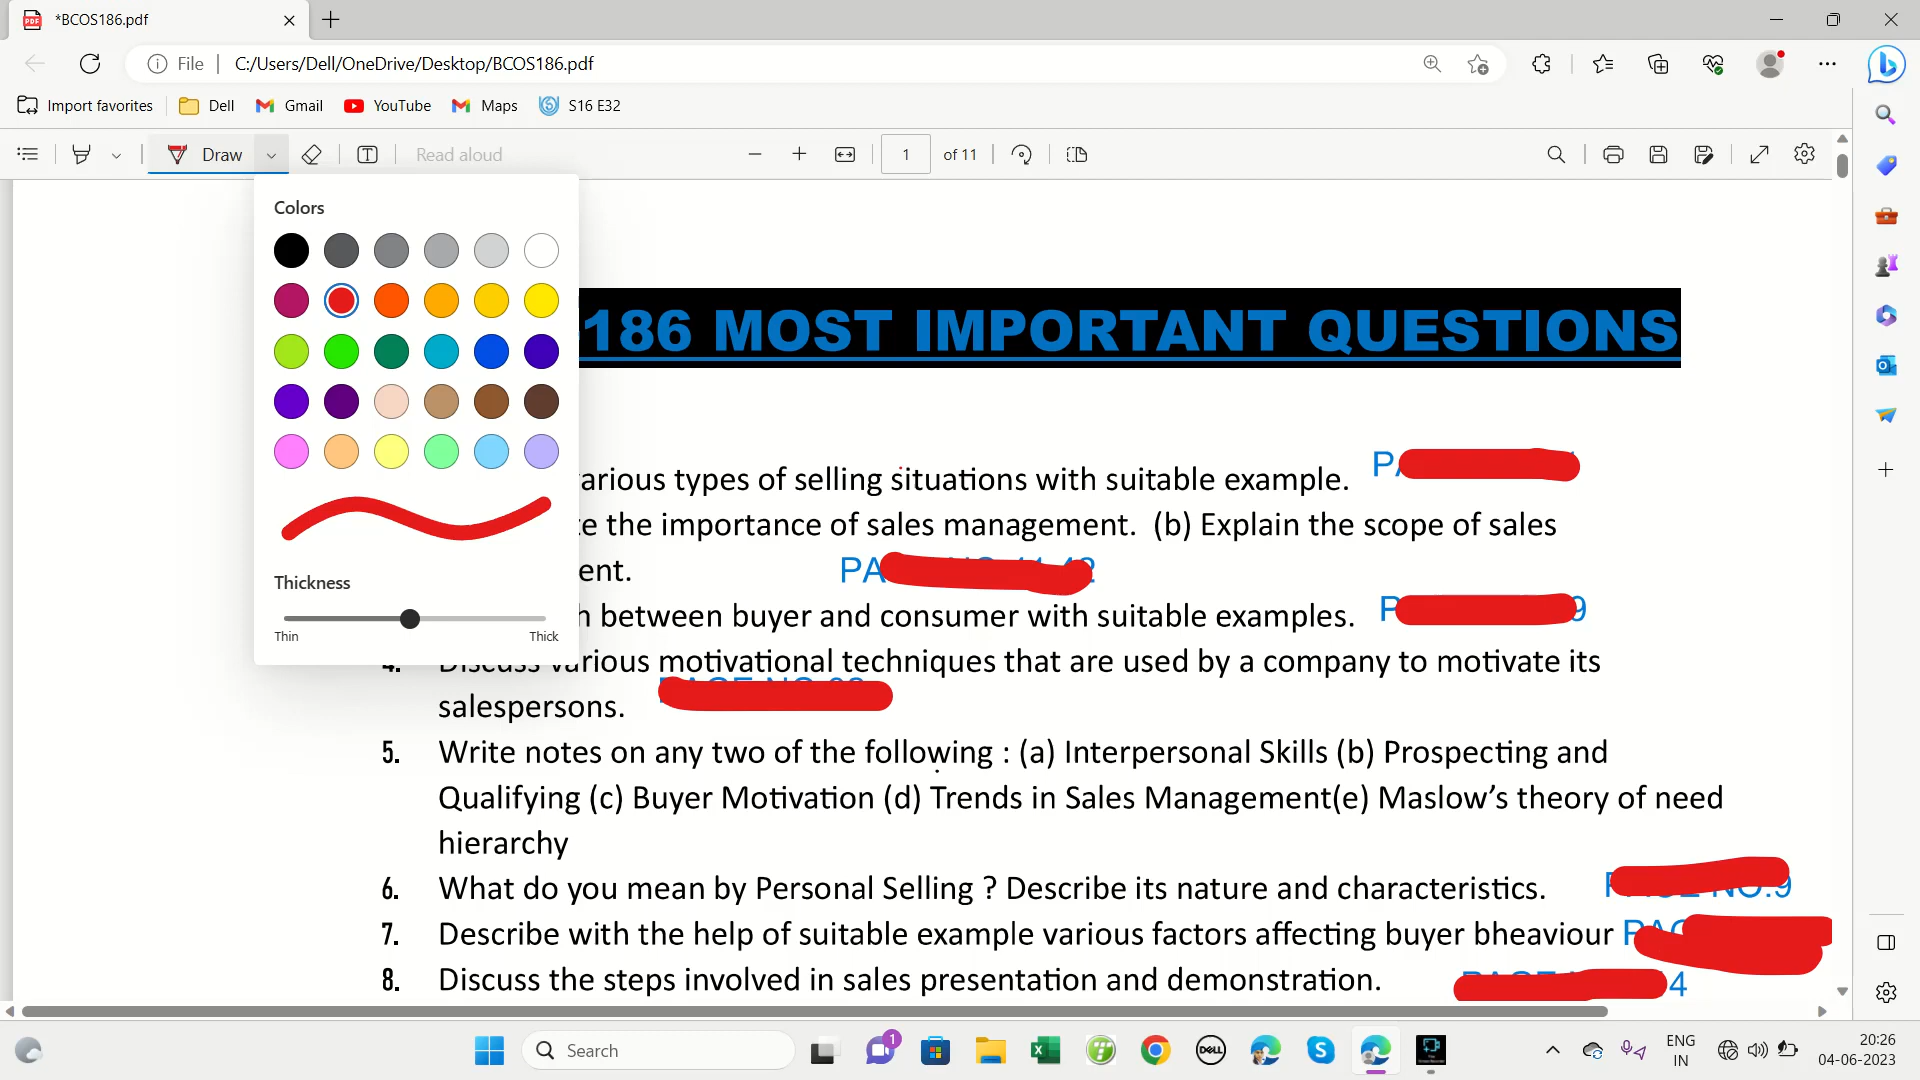 *BCOS186.pdf
File
C:/Users/Dell/OneDrive/Desktop/BCOS186.pdf
Import favorites
Dell
Gmail
YouTube
Maps
S16 E32
Draw
Read aloud
1
of 11
Colors
Thickness
Thin
Thick
186 MOST IMPORTANT QUESTIONS
types of selling situations with suitable example.
the importance of sales management. (b) Explain the scope of sales
between buyer and consumer with suitable examples.
4. Discuss various motivational techniques that are used by a company to motivate its
salespersons.
5. Write notes on any two of the following : (a) Interpersonal Skills (b) Prospecting and
Qualifying (c) Buyer Motivation (d) Trends in Sales Management(e) Maslow’s theory of need
hierarchy
6. What do you mean by Personal Selling ? Describe its nature and characteristics.
PAGE NO.9
7. Describe with the help of suitable example various factors affecting buyer bheaviour
8. Discuss the steps involved in sales presentation and demonstration.
Search
1
DELL
ENG
IN
20:26
04-06-2023